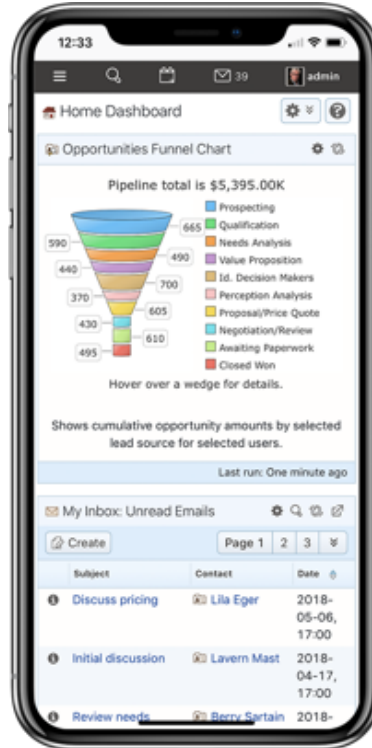 12:33
39 admin
Home Dashboard
Opportunities Funnel Chart
Pipeline total is $5,395.00K
665
590
490
440
700
370
605
430
610
495
Prospecting
Qualification
Needs Analysis
Value Proposition
Id. Decision Makers
Perception Analysis
Proposal/Price Quote
Negotiation/Review
Awaiting Paperwork
Closed Won
Hover over a wedge for details.
Shows cumulative opportunity amounts by selected
lead source for selected users.
Last run: One minute ago
My Inbox: Unread Emails
Create Page 1 2 3
Subject Contact Date
Discuss pricing Lila Eger 2018-
05-06,
17:00
Initial discussion Lavern Mast 2018-
04-17,
17:00
Review needs Berry Sartain 2018-